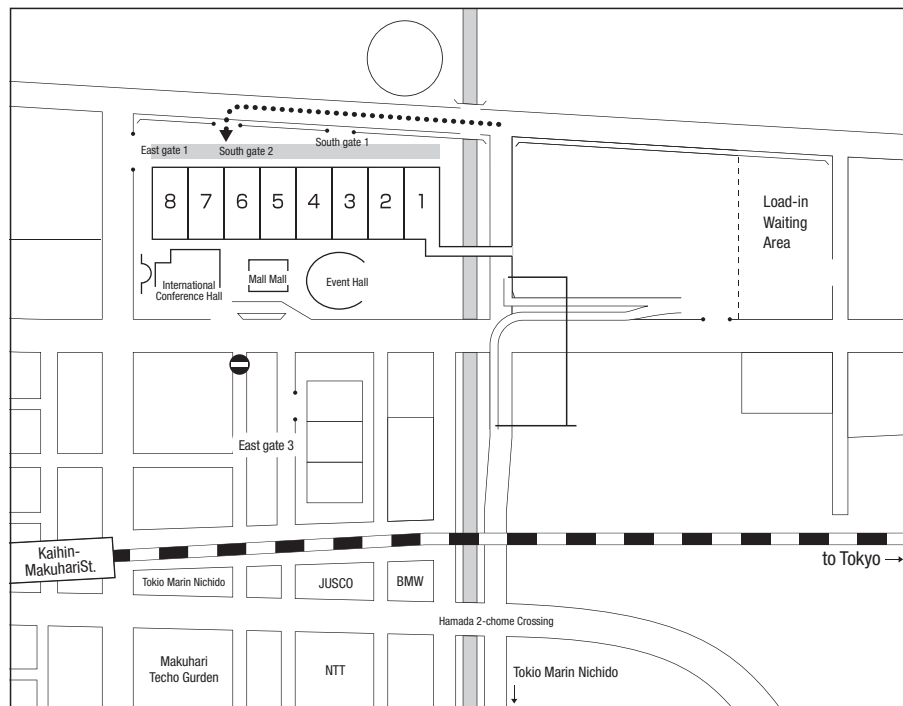 East gate 1
South gate 2
South gate 1
8
7
6
5
4
3
2
1
Load-in
Waiting
Area
International
Conference Hall
Mall Mall
Event Hall
East gate 3
Kaihin-
MakuhariSt.
to Tokyo
Tokio Marin Nichido
JUSCO
BMW
Hamada 2-chome Crossing
Makuhari
Techo Gurden
NTT
Tokio Marin Nichido